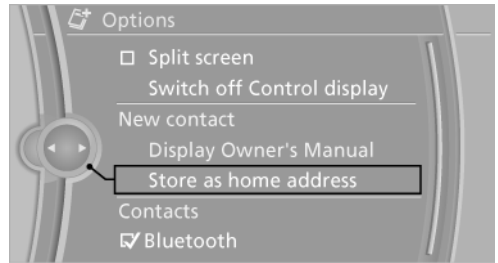 Options
Split screen
Switch off Control display
New contact
Display Owner's Manual
Store as home address
Contacts
Bluetooth